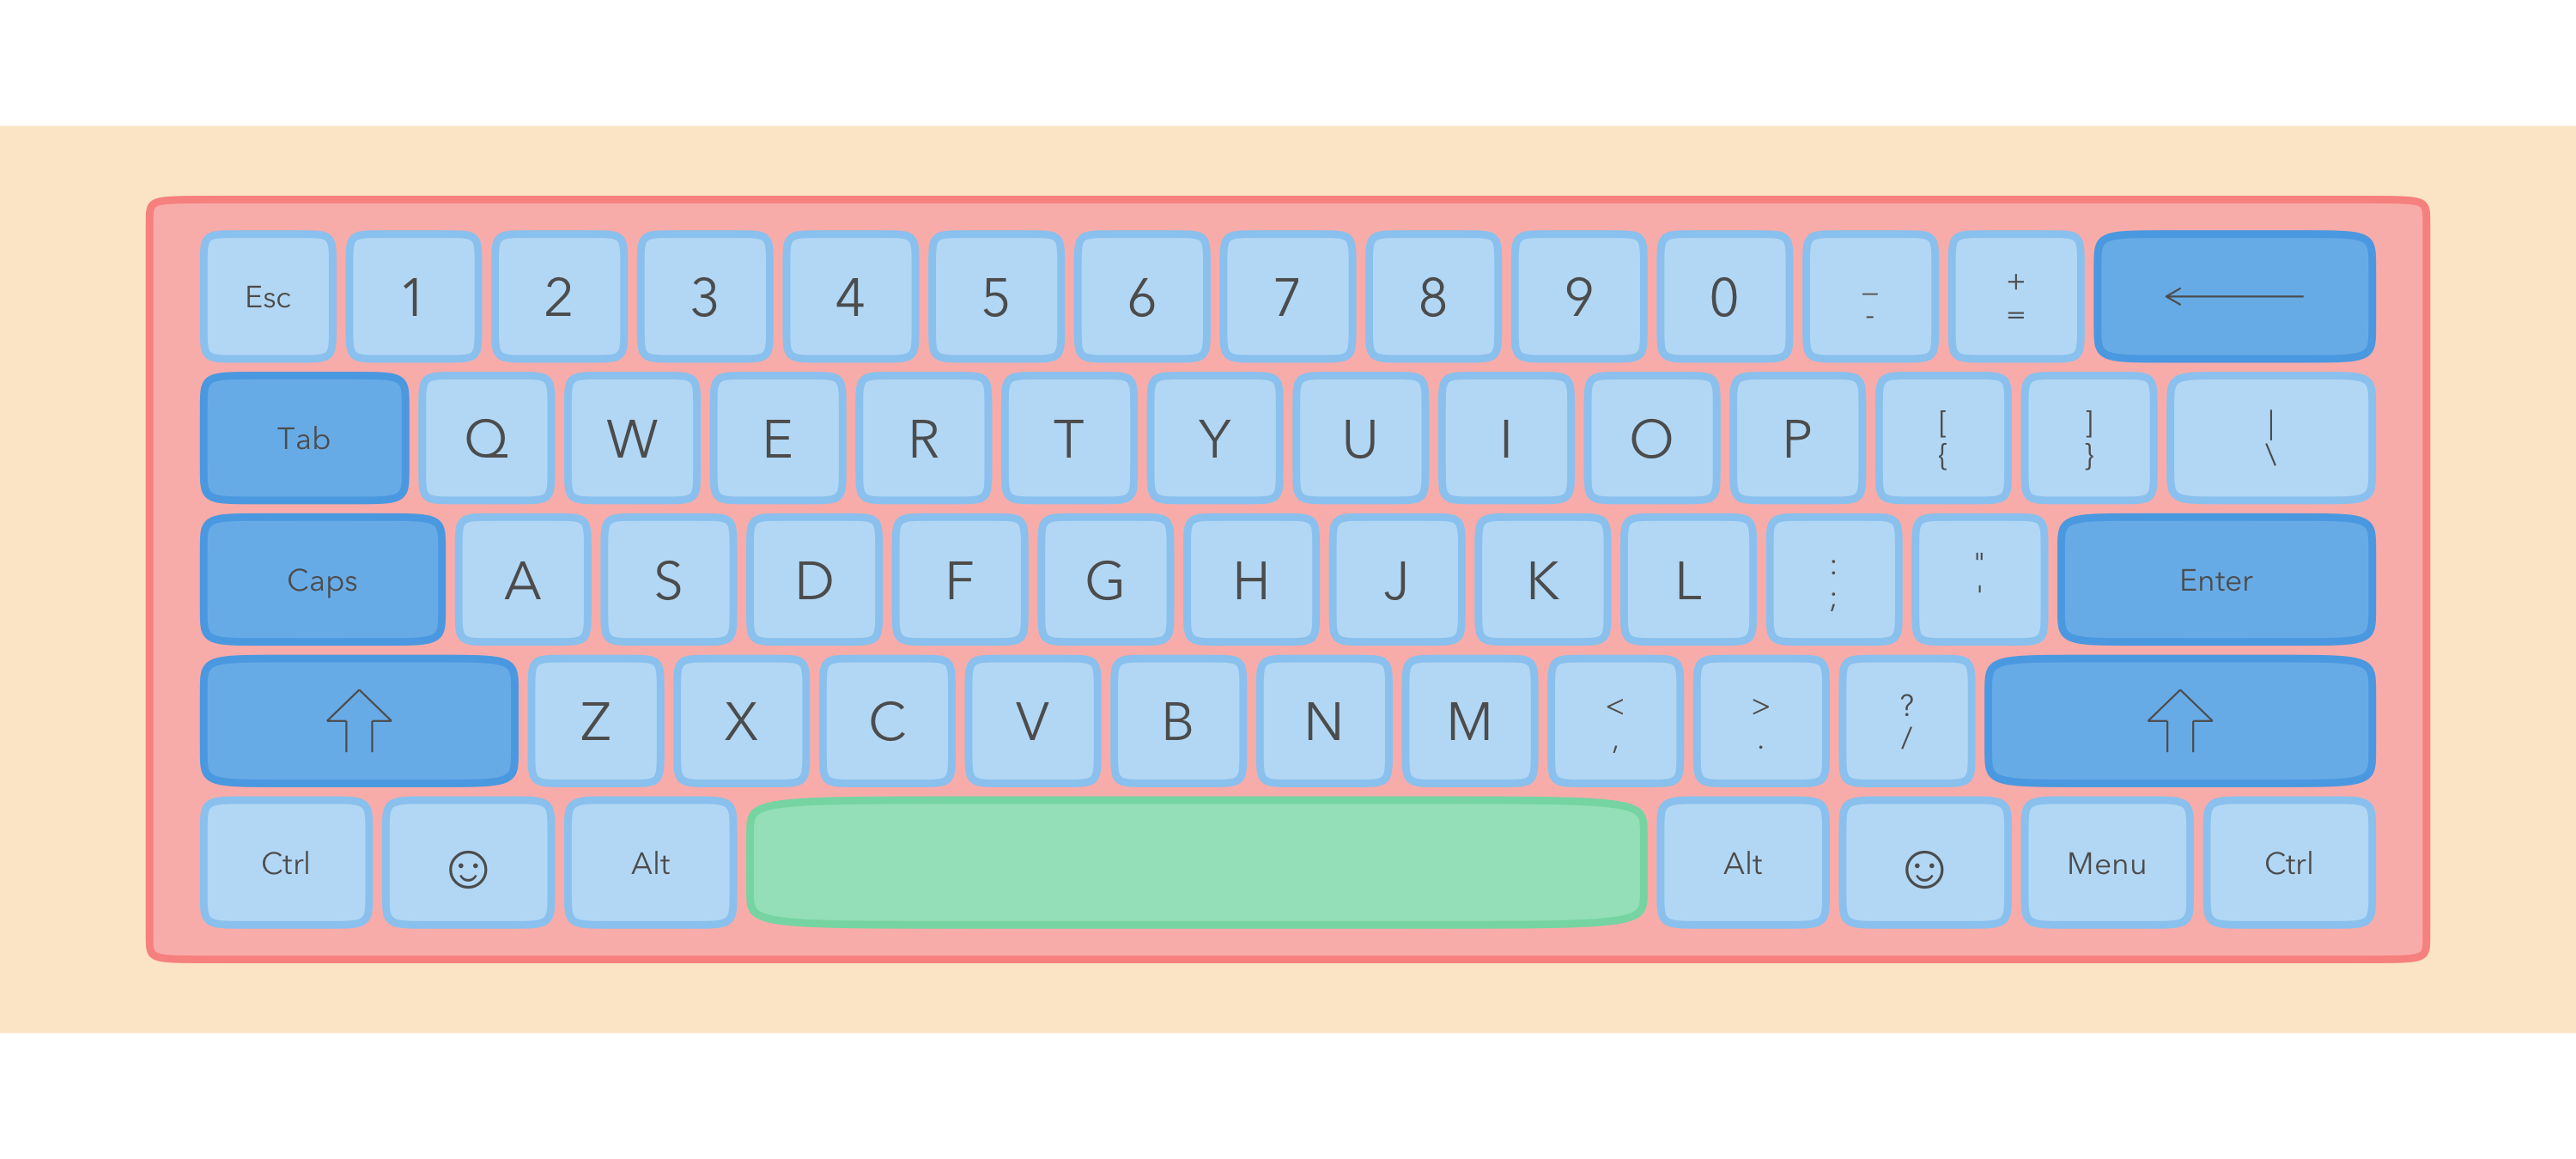 Esc 1 2 3 4 5 6 7 8 9 0 _ - + = ←
Tab Q W E R T Y U I O P [ { ] } | \
Caps A S D F G H J K L : ; " ' Enter
⇧ Z X C V B N M < , > . ? / ⇧
Ctrl ☺ Alt Alt ☺ Menu Ctrl